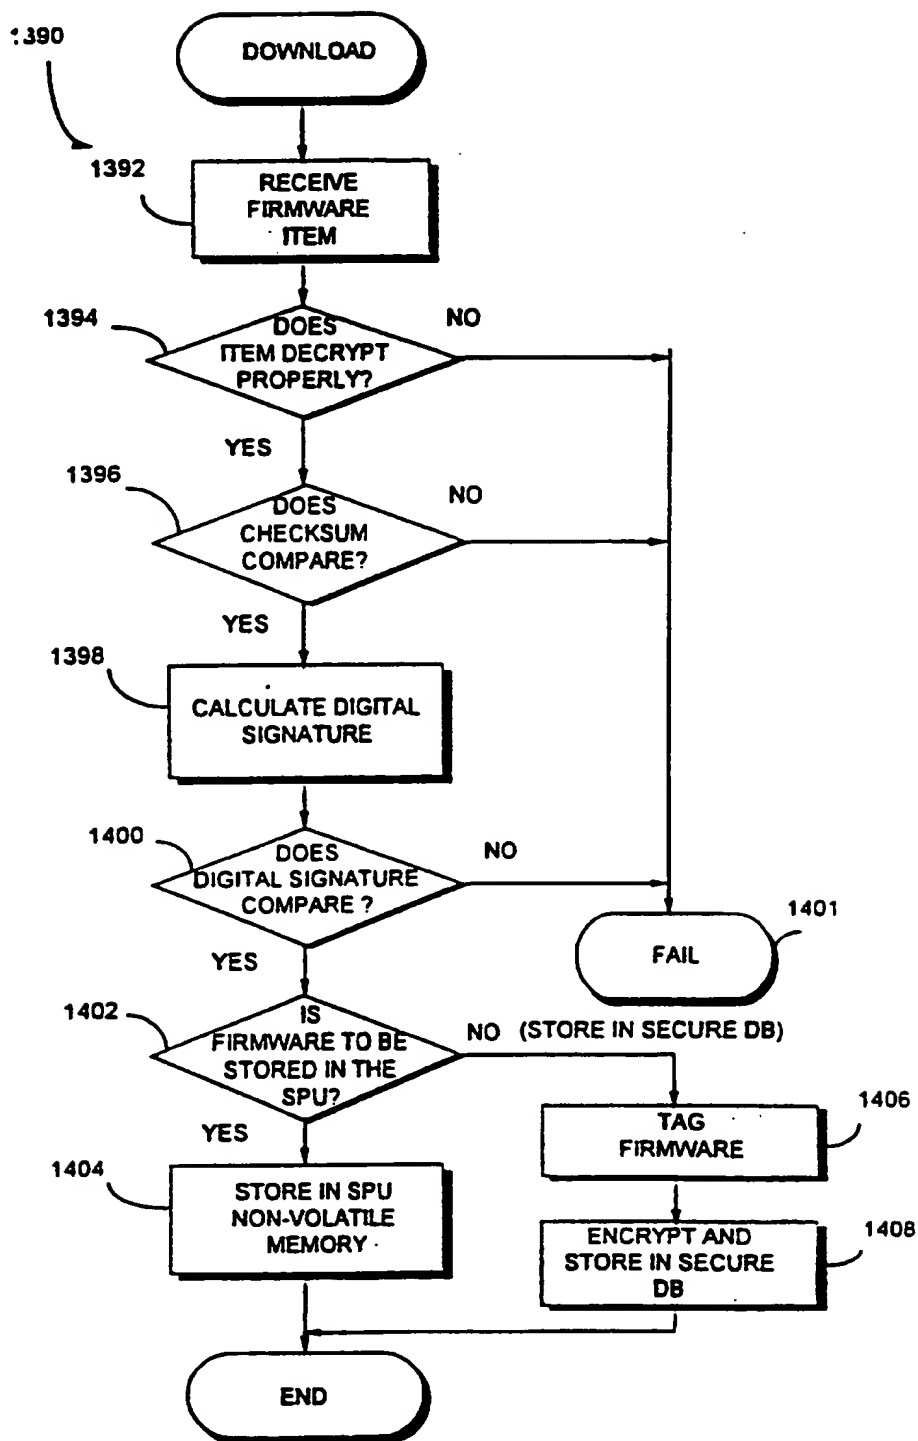 1390
DOWNLOAD
1392
RECEIVE
FIRMWARE
ITEM
1394
DOES
ITEM DECRYPT
PROPERLY?
NO
YES
1396
DOES
CHECKSUM
COMPARE?
NO
YES
1398
CALCULATE DIGITAL
SIGNATURE
1400
DOES
DIGITAL SIGNATURE
COMPARE ?
NO
1401
FAIL
YES
1402
IS
FIRMWARE TO BE
STORED IN THE
SPU?
NO (STORE IN SECURE DB)
YES
1406
TAG
FIRMWARE
1404
STORE IN SPU
NON-VOLATILE
MEMORY
1408
ENCRYPT AND
STORE IN SECURE
DB
END